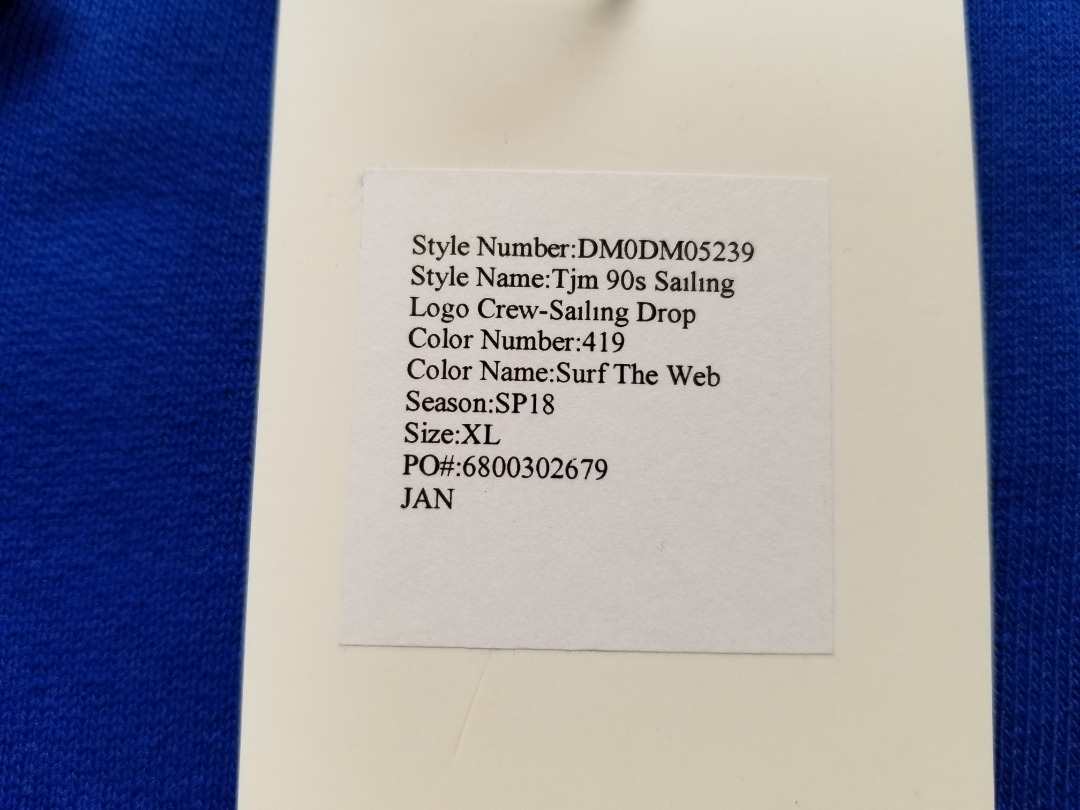 Style Number:DM0DM05239
Style Name:Tjm 90s Sailing
Logo Crew-Sailing Drop
Color Number:419
Color Name:Surf The Web
Season:SP18
Size:XL
PO#:6800302679
JAN